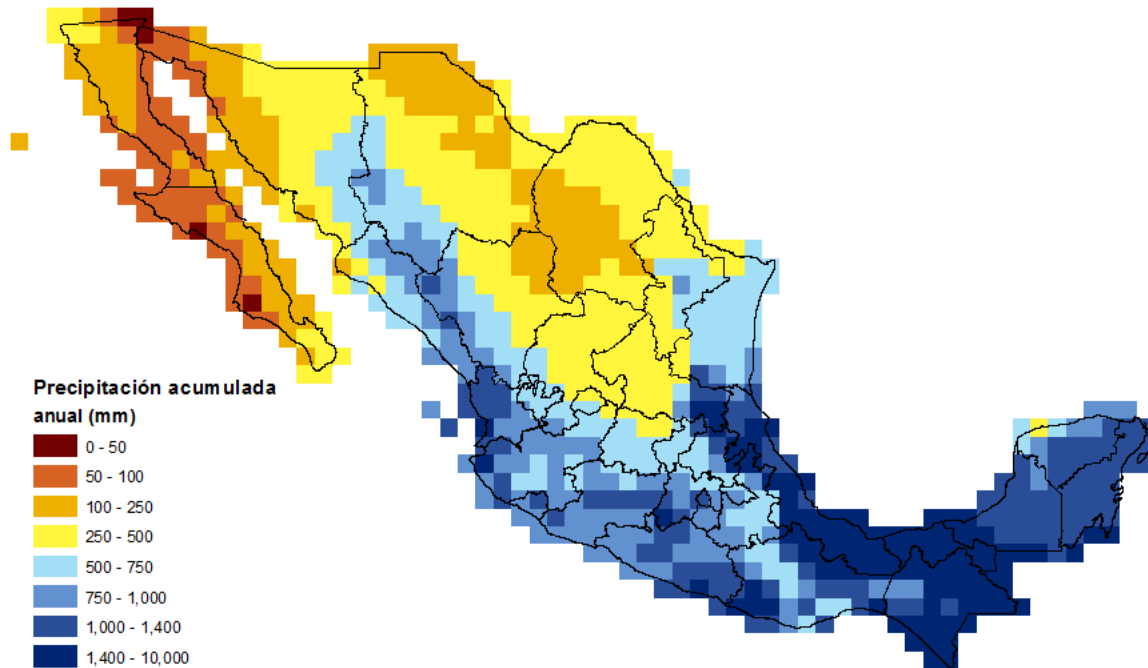 Precipitación acumulada
anual (mm)
0 - 50
50 - 100
100 - 250
250 - 500
500 - 750
750 - 1,000
1,000 - 1,400
1,400 - 10,000